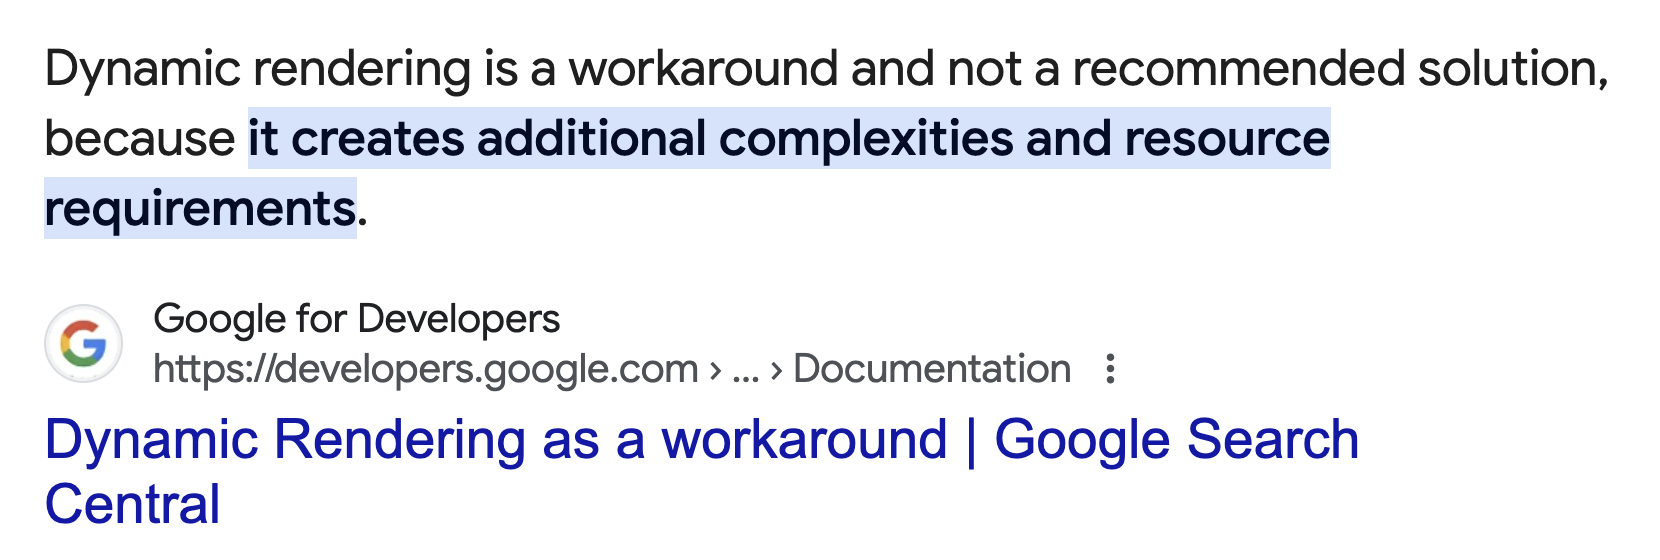 Dynamic rendering is a workaround and not a recommended solution,
because it creates additional complexities and resource
requirements.
Google for Developers
https://developers.google.com › ... › Documentation
Dynamic Rendering as a workaround | Google Search
Central